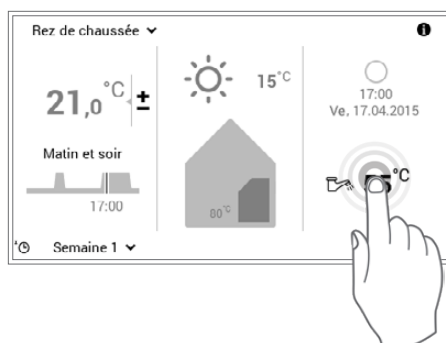 Rez de chaussée
21,0 °C ±
15°C
17:00
Ve, 17.04.2015
Matin et soir
17:00
80°C
°C
Semaine 1